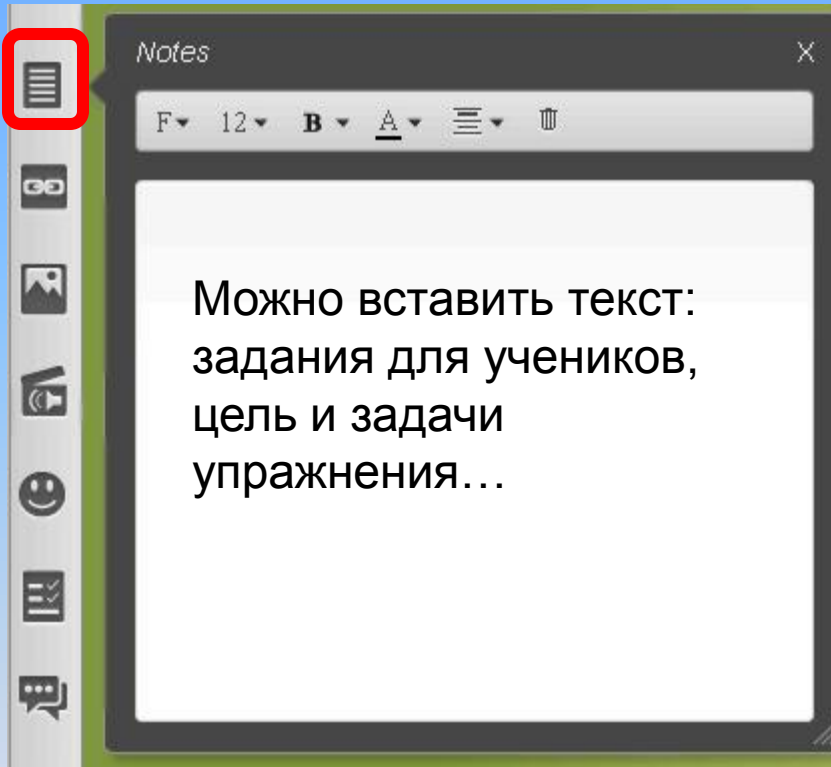 Notes X
F 12 B A
Можно вставить текст:
задания для учеников,
цель и задачи
упражнения…